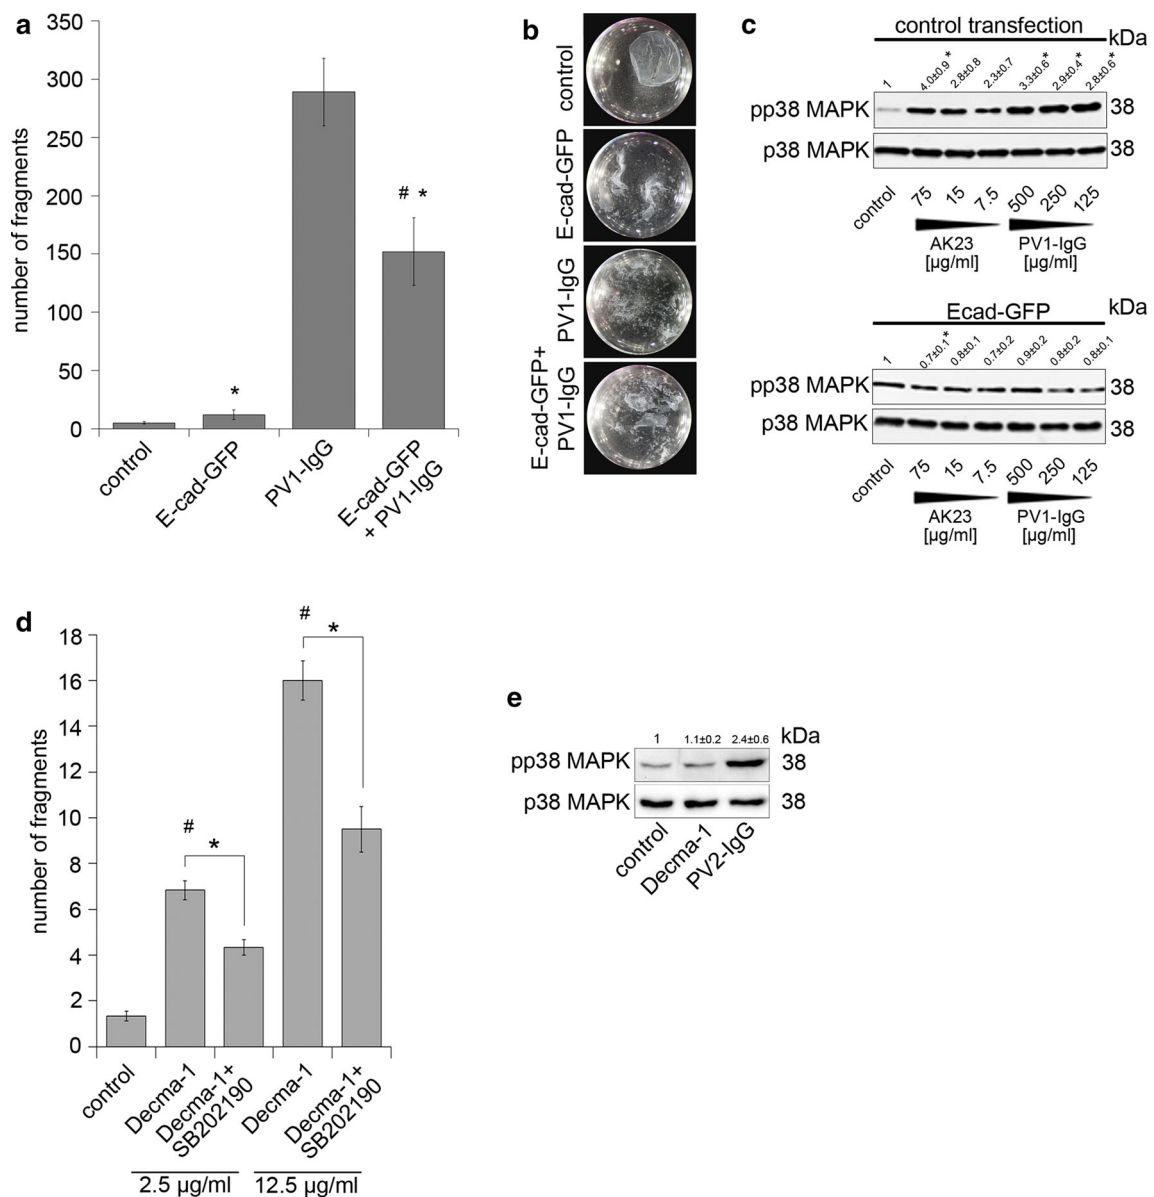 a
350
300
250
200
150
100
50
0
number of fragments
*
# *
control
E-cad-GFP
PV1-IgG
E-cad-GFP
+ PV1-IgG
b
control
E-cad-GFP
PV1-IgG
E-cad-GFP+
PV1-IgG
c
control transfection
kDa
1
4.0±0.9*
2.8±0.8
2.3±0.7
3.3±0.6*
2.9±0.4*
2.8±0.6*
pp38 MAPK
38
p38 MAPK
38
control
75
15
7.5
500
250
125
AK23
[µg/ml]
PV1-IgG
[µg/ml]
Ecad-GFP
kDa
1
0.7±0.1*
0.8±0.1
0.7±0.2
0.9±0.2
0.8±0.2
0.8±0.1
pp38 MAPK
38
p38 MAPK
38
control
75
15
7.5
500
250
125
AK23
[µg/ml]
PV1-IgG
[µg/ml]
d
18
16
14
12
10
8
6
4
2
0
number of fragments
#
*
#
*
control
Decma-1
Decma-1+
SB202190
Decma-1
Decma-1+
SB202190
2.5 µg/ml
12.5 µg/ml
e
1
1.1±0.2
2.4±0.6
kDa
pp38 MAPK
38
p38 MAPK
38
control
Decma-1
PV2-IgG